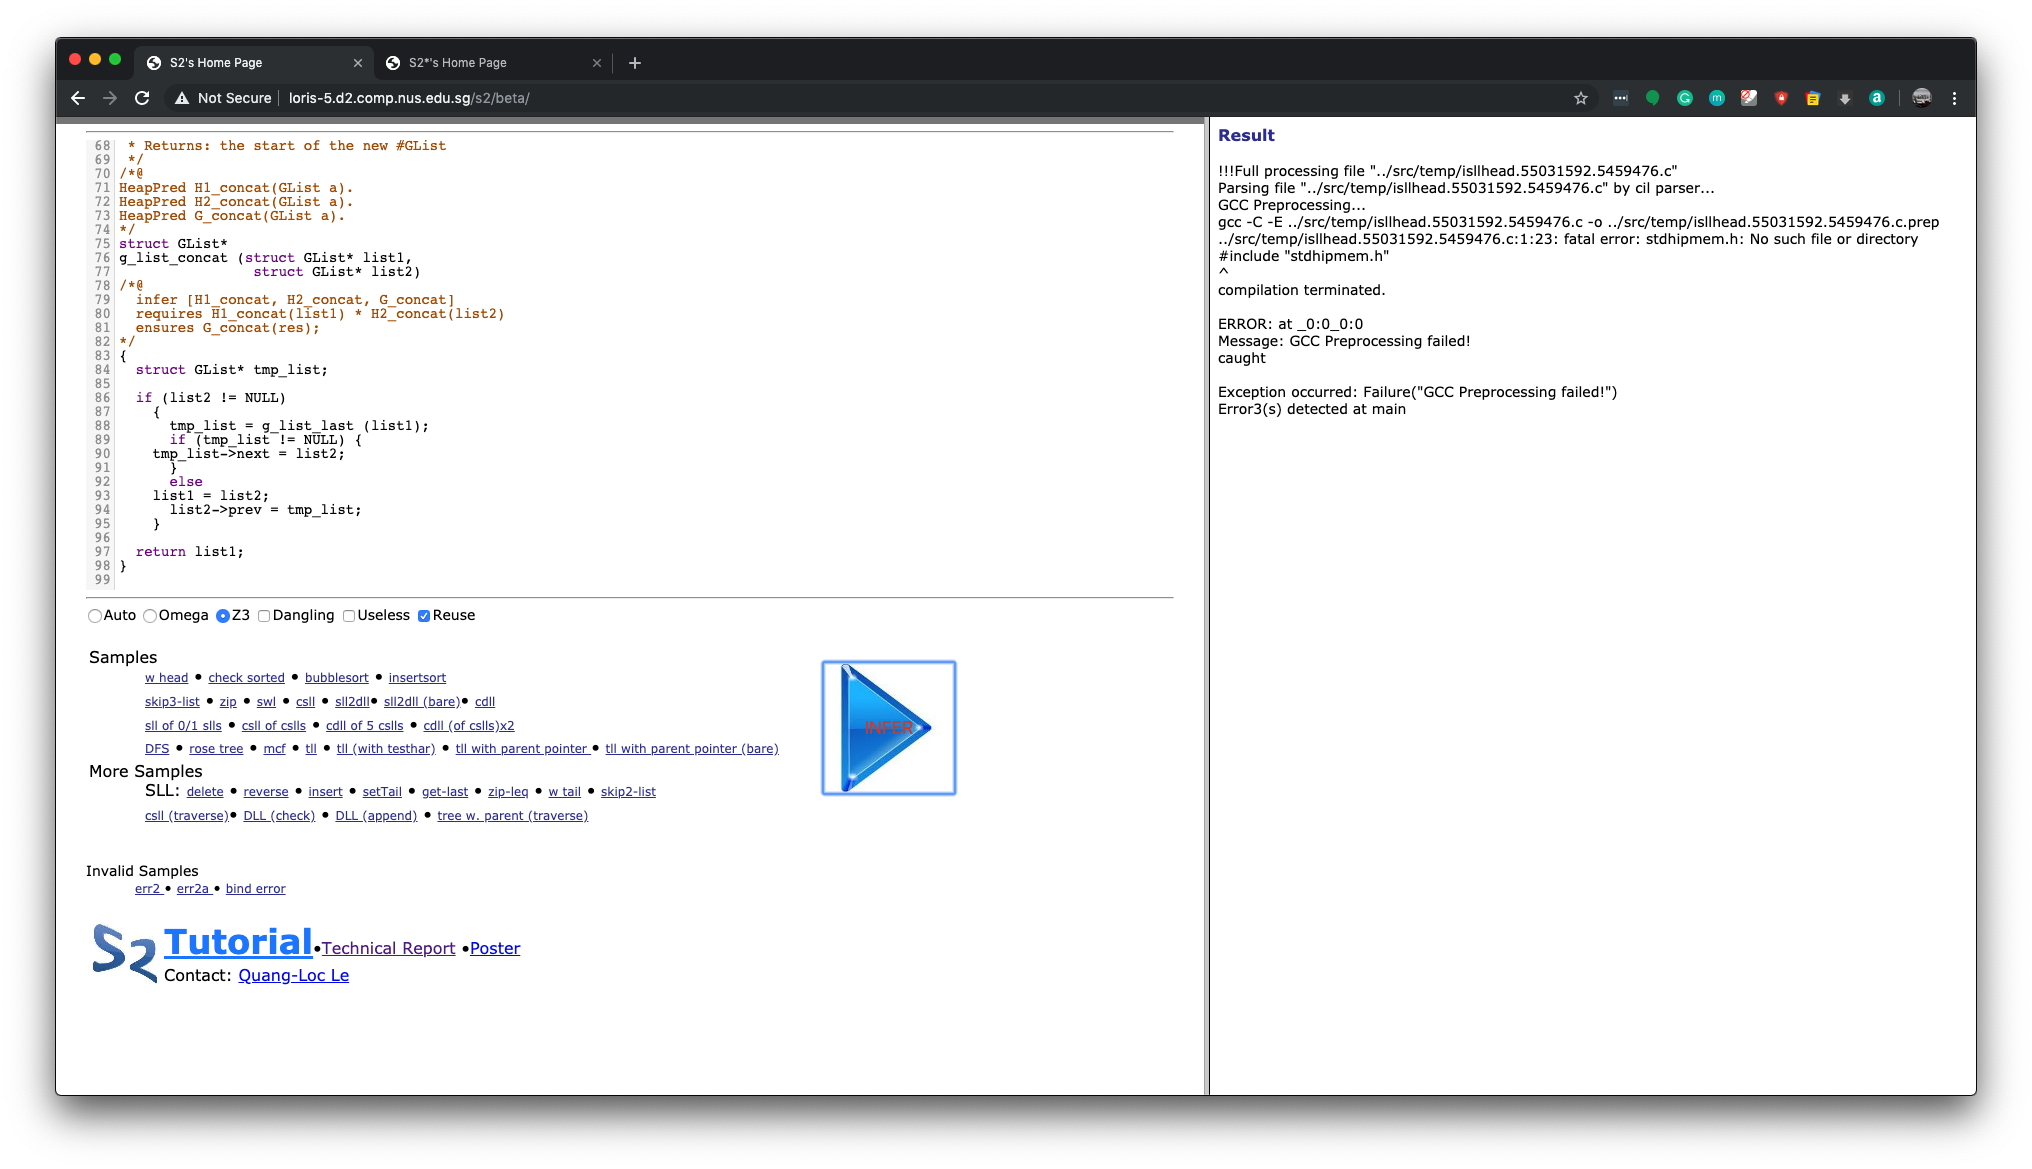 S2's Home Page
S2*'s Home Page
Not Secure
loris-5.d2.comp.nus.edu.sg/s2/beta/
68 * Returns: the start of the new #GList
69 */
70 /*@
71 HeapPred H1_concat(GList a).
72 HeapPred H2_concat(GList a).
73 HeapPred G_concat(GList a).
74 */
75 struct GList*
76 g_list_concat (struct GList* list1,
77 struct GList* list2)
78 /*@
79 infer [H1_concat, H2_concat, G_concat]
80 requires H1_concat(list1) * H2_concat(list2)
81 ensures G_concat(res);
82 */
83 {
84 struct GList* tmp_list;
85
86 if (list2 != NULL)
87 {
88 tmp_list = g_list_last (list1);
89 if (tmp_list != NULL) {
90 tmp_list->next = list2;
91 }
92 else
93 list1 = list2;
94 list2->prev = tmp_list;
95 }
96
97 return list1;
98 }
99
Auto Omega Z3 Dangling Useless Reuse
Samples
w head • check sorted • bubblesort • insertsort
skip3-list • zip • swl • csll • sll2dll• sll2dll (bare)• cdll
sll of 0/1 slls • csll of cslls • cdll of 5 cslls • cdll (of cslls)x2
DFS • rose tree • mcf • tll • tll (with testhar) • tll with parent pointer • tll with parent pointer (bare)
INFER
More Samples
SLL: delete • reverse • insert • setTail • get-last • zip-leq • w tail • skip2-list
csll (traverse)• DLL (check) • DLL (append) • tree w. parent (traverse)
Invalid Samples
err2 • err2a • bind error
S2 Tutorial•Technical Report •Poster
Contact: Quang-Loc Le
Result
!!!Full processing file "../src/temp/isllhead.55031592.5459476.c"
Parsing file "../src/temp/isllhead.55031592.5459476.c" by cil parser...
GCC Preprocessing...
gcc -C -E ../src/temp/isllhead.55031592.5459476.c -o ../src/temp/isllhead.55031592.5459476.c.prep
../src/temp/isllhead.55031592.5459476.c:1:23: fatal error: stdhipmem.h: No such file or directory
#include "stdhipmem.h"
^
compilation terminated.
ERROR: at _0:0_0:0
Message: GCC Preprocessing failed!
caught
Exception occurred: Failure("GCC Preprocessing failed!")
Error3(s) detected at main